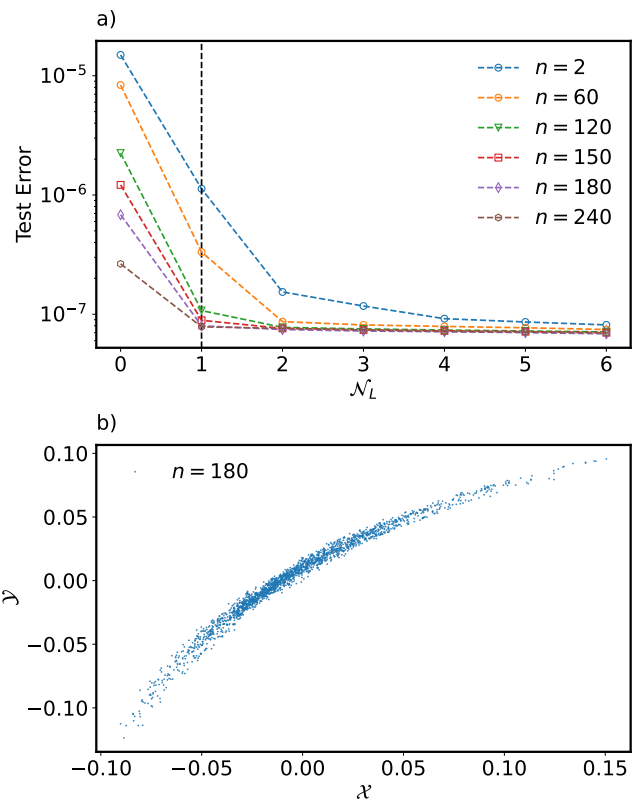 a)
Test Error
10⁻⁵
10⁻⁶
10⁻⁷
n = 2
n = 60
n = 120
n = 150
n = 180
n = 240
0 1 2 3 4 5 6
𝒩_L
b)
𝒴
0.10
0.05
0.00
−0.05
−0.10
n = 180
−0.10 −0.05 0.00 0.05 0.10 0.15
𝒳